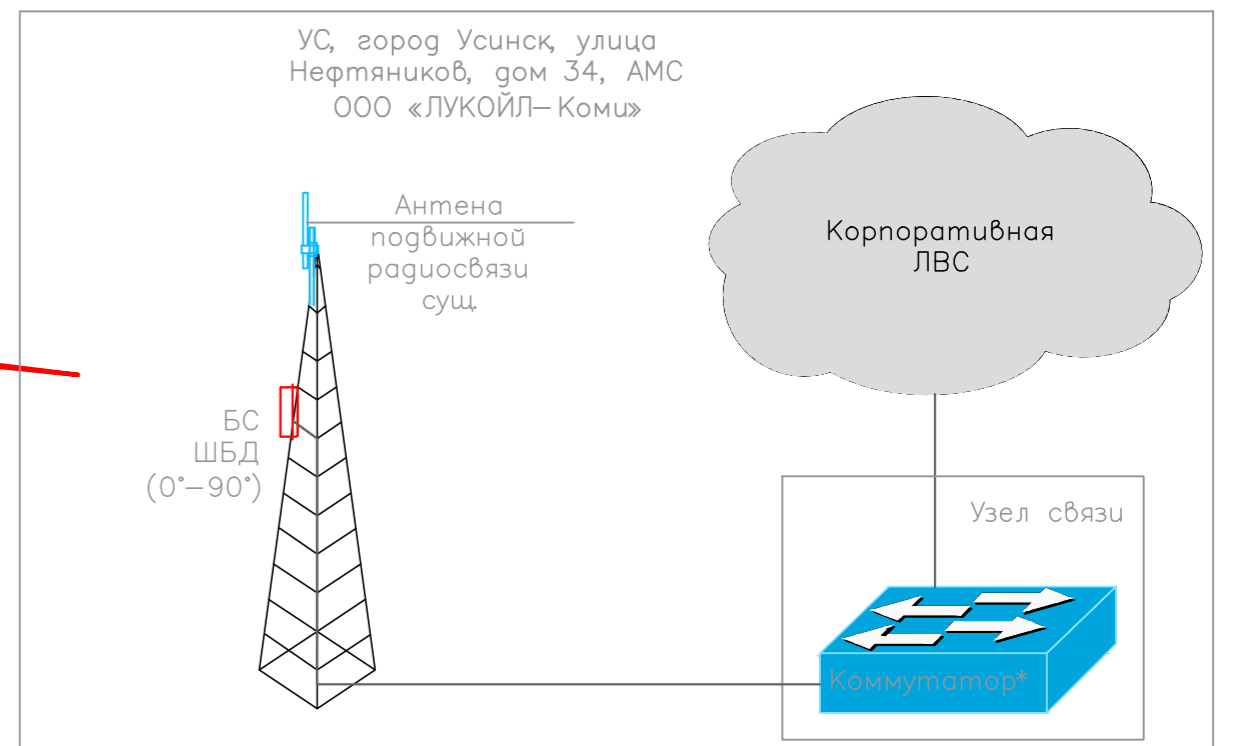 УС, город Усинск, улица
Нефтяников, дом 34, АМС
ООО «ЛУКОЙЛ–Коми»
Антена
подвижной
радиосвязи
сущ.
Корпоративная
ЛВС
БС
ШБД
(0°–90°)
Узел связи
Коммутатор*